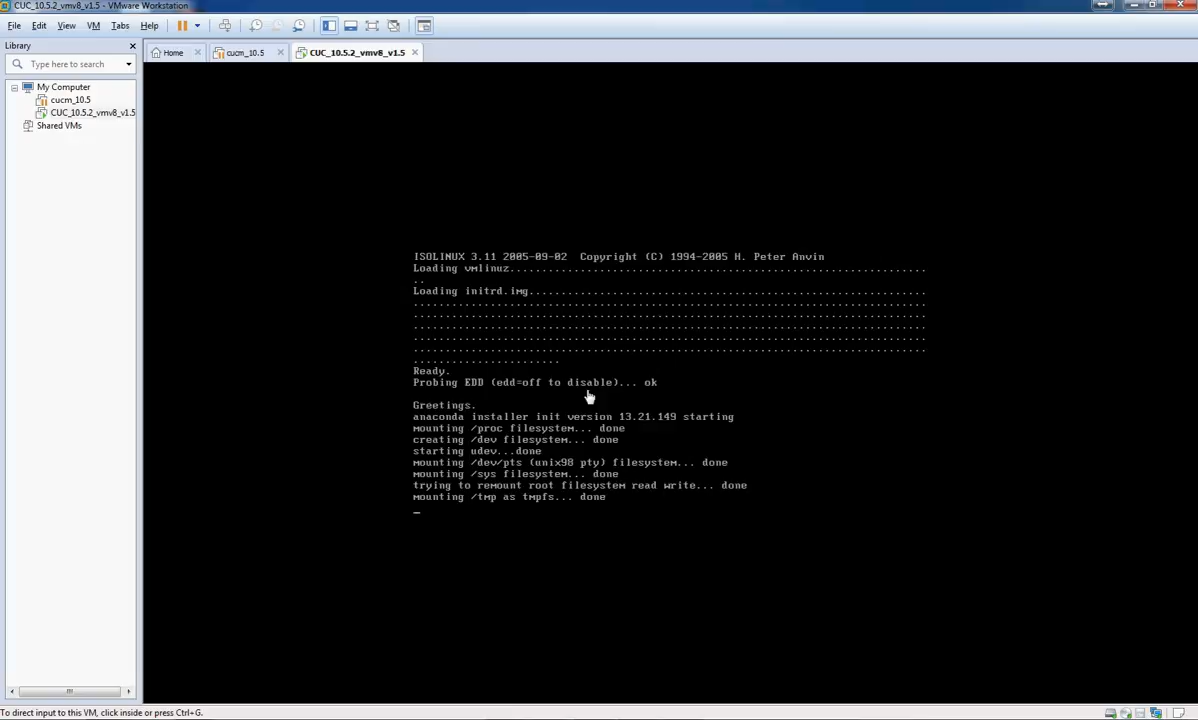 CUC_10.5.2_vmv8_v1.5 - VMware Workstation
File Edit View VM Tabs Help
Library
Type here to search
My Computer
cucm_10.5
CUC_10.5.2_vmv8_v1.5
Shared VMs
Home
cucm_10.5
CUC_10.5.2_vmv8_v1.5
ISOLINUX 3.11 2005-09-02 Copyright (C) 1994-2005 H. Peter Anvin
Loading vmlinuz.........................................................................
..
Loading initrd.img......................................................................
................................................................................
................................................................................
................................................................................
................................................................................
................................................................................
.......................
Ready.
Probing EDD (edd=off to disable)... ok
Greetings.
anaconda installer init version 13.21.149 starting
mounting /proc filesystem... done
creating /dev filesystem... done
starting udev...done
mounting /dev/pts (unix98 pty) filesystem... done
mounting /sys filesystem... done
trying to remount root filesystem read write... done
mounting /tmp as tmpfs... done
_
To direct input to this VM, click inside or press Ctrl+G.